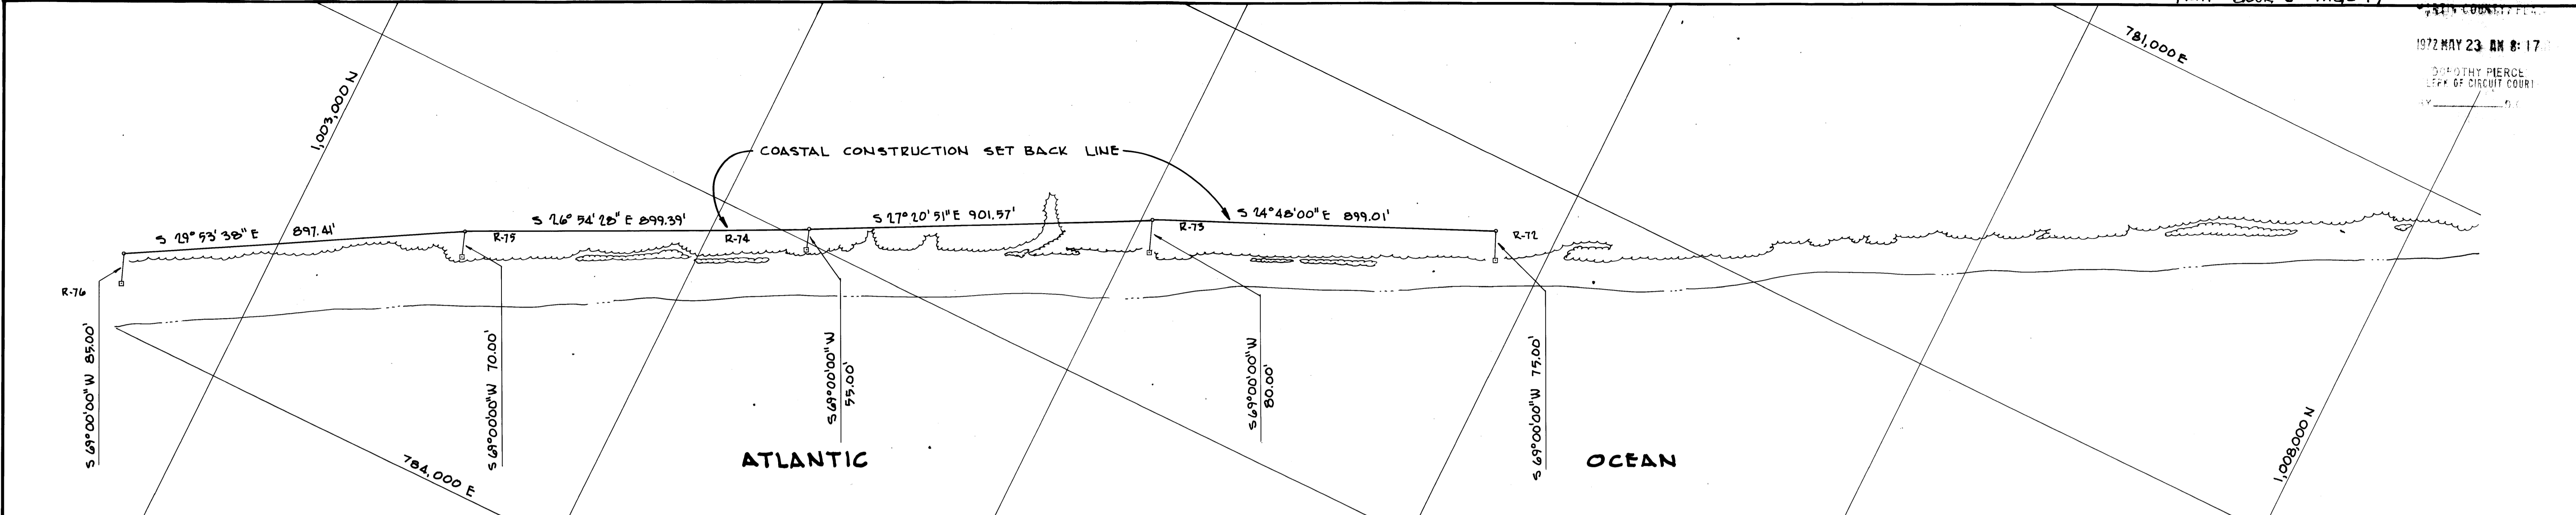 1972 MAY 23 AM 8:17
DOROTHY PIERCE
CLERK OF CIRCUIT COURT
781,000 E
1,003,000 N
COASTAL CONSTRUCTION SET BACK LINE
S 29° 53' 38" E 897.41'
S 26° 54' 28" E 899.39'
S 27° 20' 51" E 901.57'
S 24° 48' 00" E 899.01'
R-76
R-75
R-74
R-73
R-72
S 69° 00' 00" W 85.00'
S 69° 00' 00" W 70.00'
S 69° 00' 00" W
55.00'
S 69° 00' 00" W
80.00'
S 69° 00' 00" W 75.00'
784,000 E
ATLANTIC OCEAN
1,008,000 N